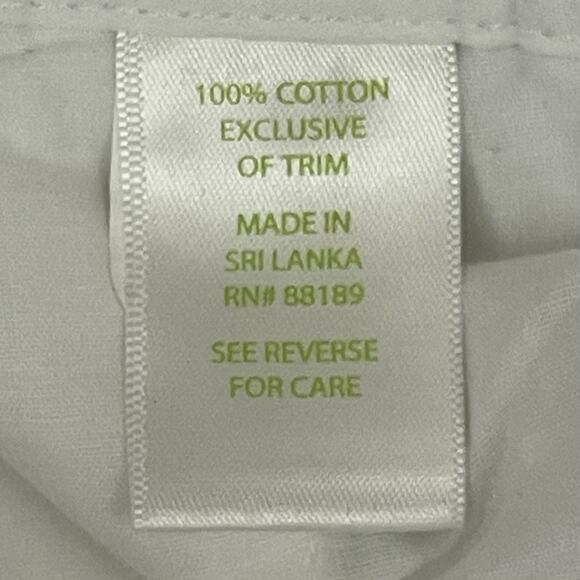 100% COTTON
EXCLUSIVE
OF TRIM
MADE IN
SRI LANKA
RN# 88189
SEE REVERSE
FOR CARE